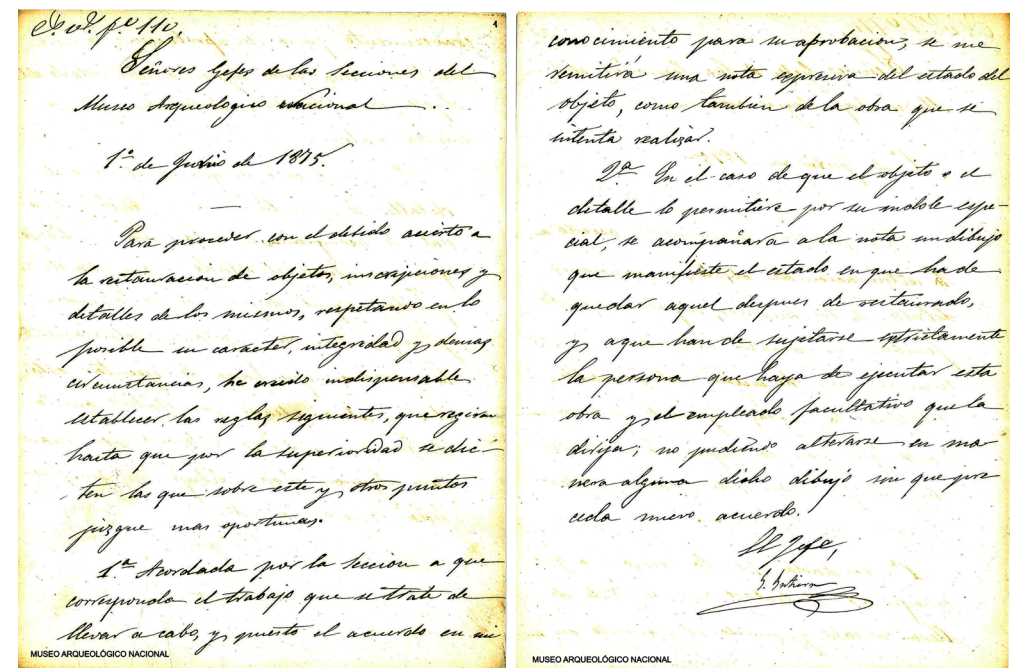 fº 110.
1
Señores Gefes de las Secciones del
Museo Arqueologico Nacional.
1º de Junio de 1875.
Para proceder con el debido acierto a
la restauracion de objetos, inscripciones y
detalles de los mismos, respetando en lo
posible su caracter, integridad y demas
circunstancias, he creido indispensable
establecer las reglas siguientes, que regiran
hasta que por la superioridad se dic-
ten las que sobre este y otros puntos
juzgue mas oportunas.
1ª Acordada por la Seccion a que
corresponda el trabajo que se trate de
llevar a cabo, y puesto el acuerdo en mi
MUSEO ARQUEOLÓGICO NACIONAL
conocimiento para su aprobacion, se me
remitirá una nota espresiva del estado del
objeto, como tambien de la obra que se
intenta realizar.
2ª En el caso de que el objeto o el
detalle lo permitiere por su indole espe-
cial, se acompañara a la nota un dibujo
que manifieste el estado en que ha de
quedar aquel despues de restaurado,
y a que han de sujetarse estrictamente
la persona que haya de ejecutar esta
obra y el empleado facultativo que la
dirija; no pudiendo alterarse en ma-
nera alguna dicho dibujo sin que pre
ceda nuevo acuerdo.
El Jefe,
MUSEO ARQUEOLÓGICO NACIONAL